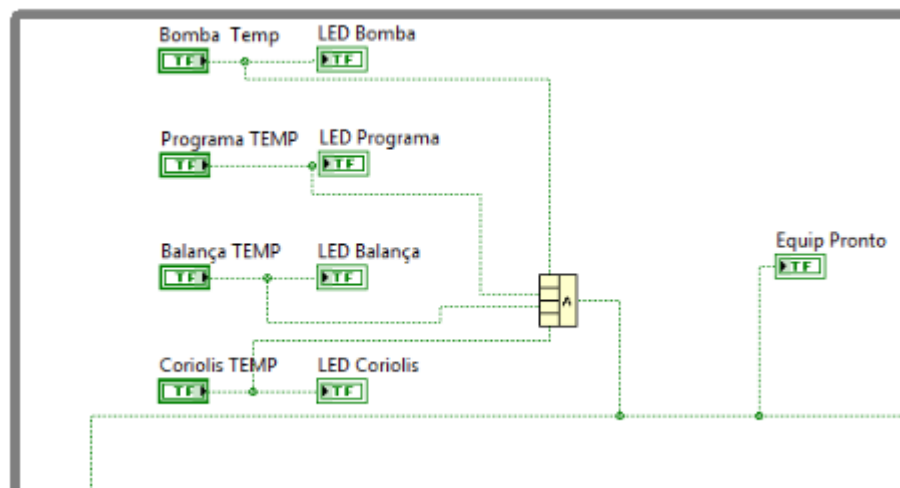 Bomba Temp
LED Bomba
TF
TF
Programa TEMP
LED Programa
TF
TF
Balança TEMP
LED Balança
TF
TF
Equip Pronto
TF
A
Coriolis TEMP
LED Coriolis
TF
TF